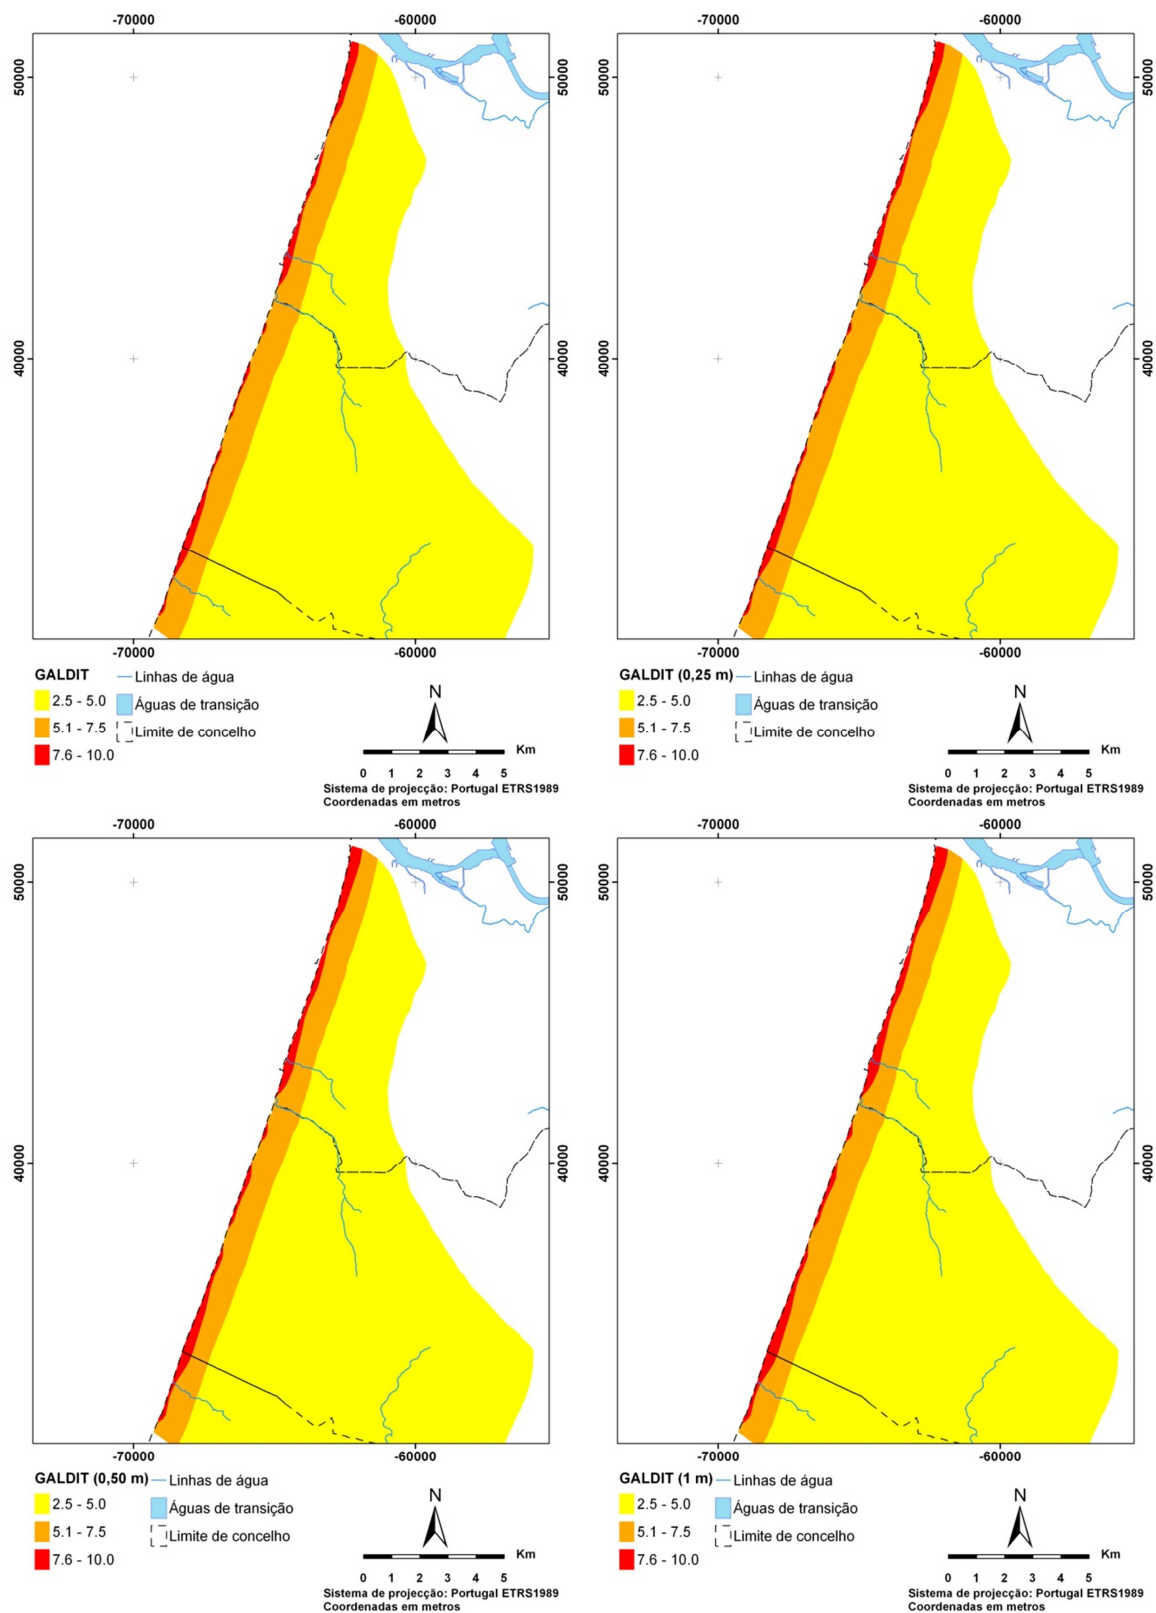 -70000 -60000 -70000 -60000
50000 50000 50000 50000
40000 40000 40000 40000
-70000 -60000 -70000 -60000
GALDIT Linhas de água
2.5 - 5.0 Águas de transição
5.1 - 7.5 Limite de concelho
7.6 - 10.0
N
Km
0 1 2 3 4 5
Sistema de projecção: Portugal ETRS1989
Coordenadas em metros
GALDIT (0,25 m) Linhas de água
2.5 - 5.0 Águas de transição
5.1 - 7.5 Limite de concelho
7.6 - 10.0
N
Km
0 1 2 3 4 5
Sistema de projecção: Portugal ETRS1989
Coordenadas em metros
-70000 -60000 -70000 -60000
50000 50000 50000 50000
40000 40000 40000 40000
-70000 -60000 -70000 -60000
GALDIT (0,50 m) Linhas de água
2.5 - 5.0 Águas de transição
5.1 - 7.5 Limite de concelho
7.6 - 10.0
N
Km
0 1 2 3 4 5
Sistema de projecção: Portugal ETRS1989
Coordenadas em metros
GALDIT (1 m) Linhas de água
2.5 - 5.0 Águas de transição
5.1 - 7.5 Limite de concelho
7.6 - 10.0
N
Km
0 1 2 3 4 5
Sistema de projecção: Portugal ETRS1989
Coordenadas em metros